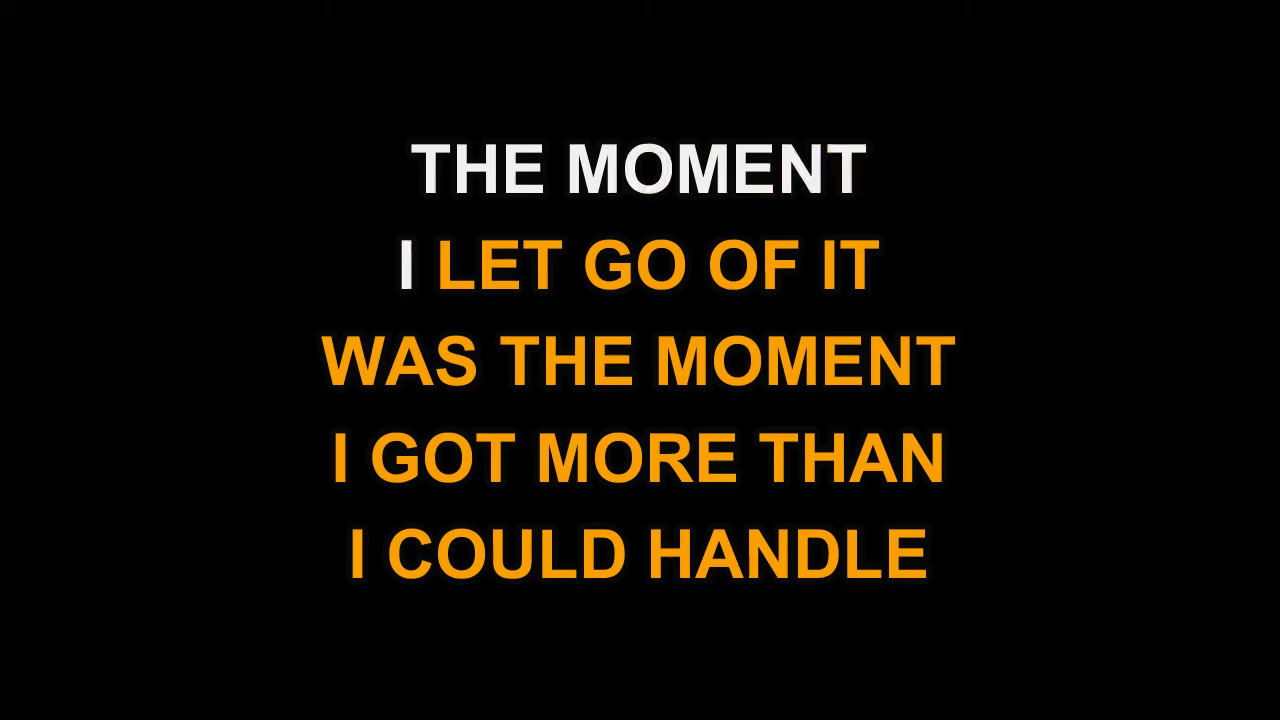 THE MOMENT
I LET GO OF IT
WAS THE MOMENT
I GOT MORE THAN
I COULD HANDLE